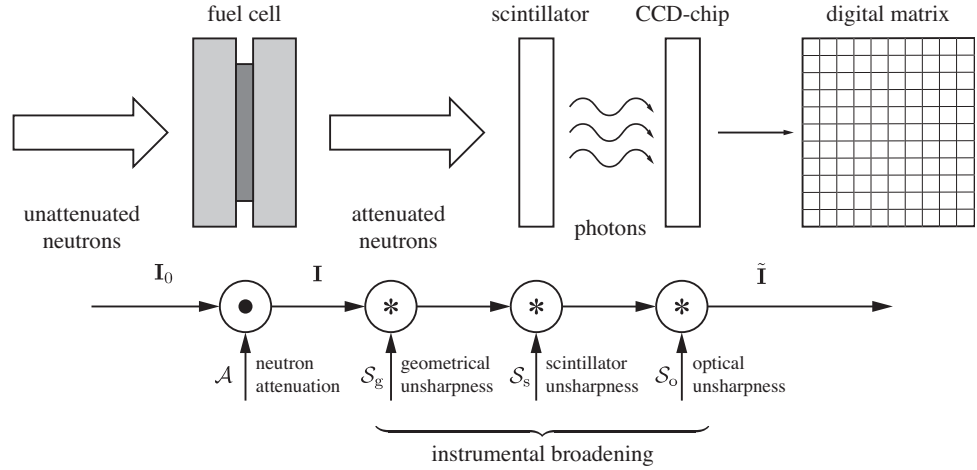 fuel cell
scintillator
CCD-chip
digital matrix
unattenuated
neutrons
attenuated
neutrons
photons
I₀
I
Ĩ
𝒜
neutron
attenuation
𝒮g
geometrical
unsharpness
𝒮s
scintillator
unsharpness
𝒮o
optical
unsharpness
instrumental broadening